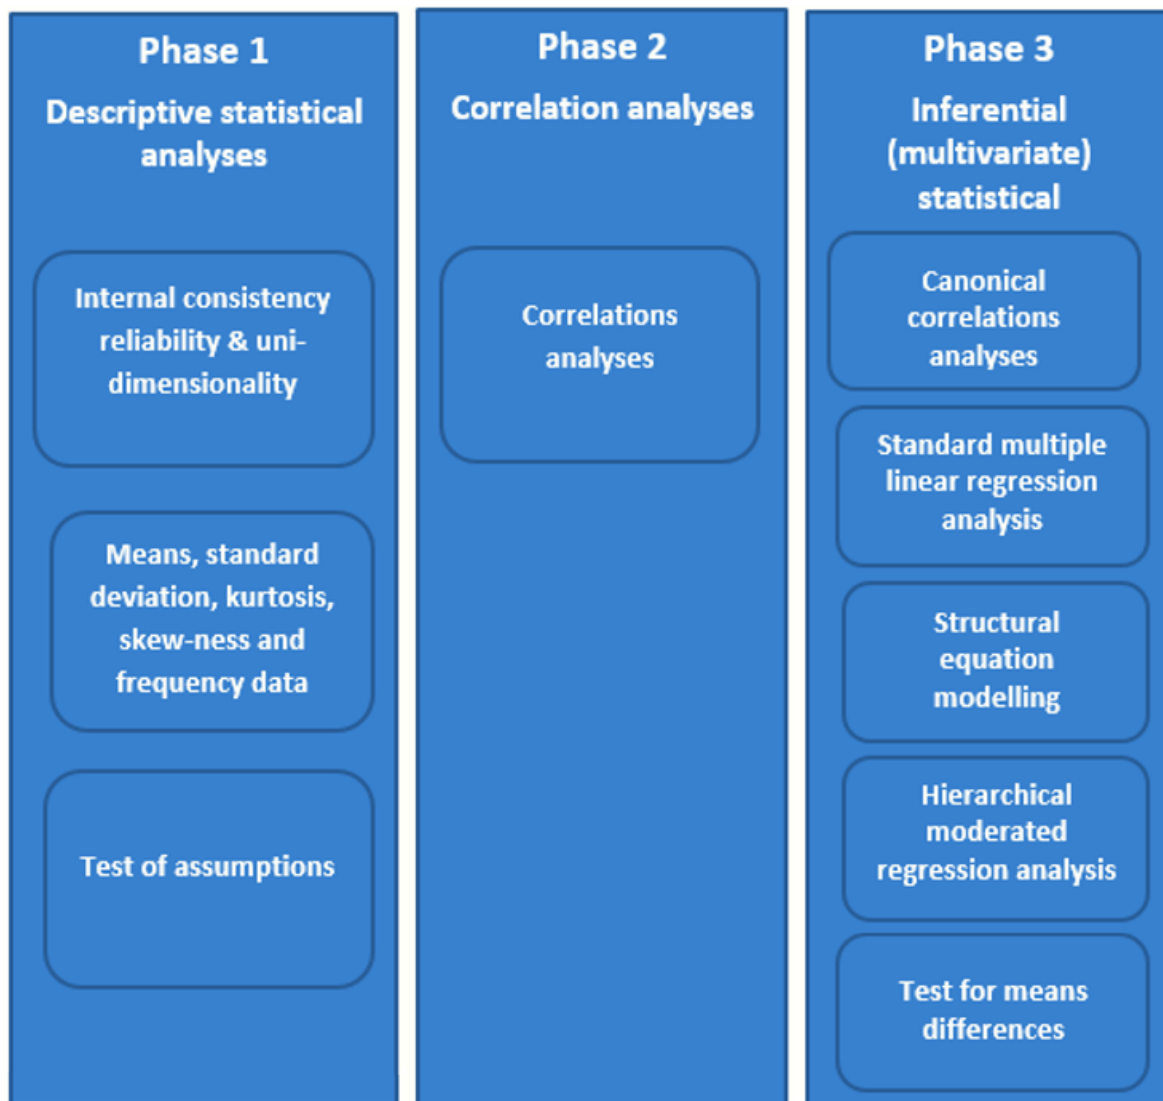 Phase 1
Descriptive statistical
analyses
Internal consistency
reliability & uni-
dimensionality
Means, standard
deviation, kurtosis,
skew-ness and
frequency data
Test of assumptions
Phase 2
Correlation analyses
Correlations
analyses
Phase 3
Inferential
(multivariate)
statistical
Canonical
correlations
analyses
Standard multiple
linear regression
analysis
Structural
equation
modelling
Hierarchical
moderated
regression analysis
Test for means
differences